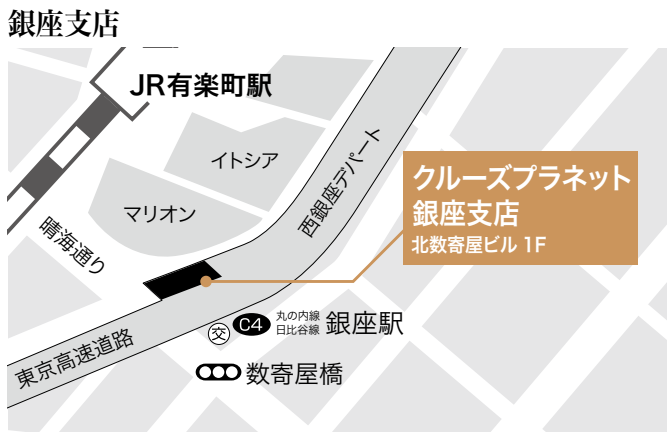 銀座支店
JR有楽町駅
イトシア
マリオン
西銀座デパート
晴海通り
クルーズプラネット
銀座支店
北数寄屋ビル 1F
交
C4
丸の内線
日比谷線
銀座駅
東京高速道路
数寄屋橋